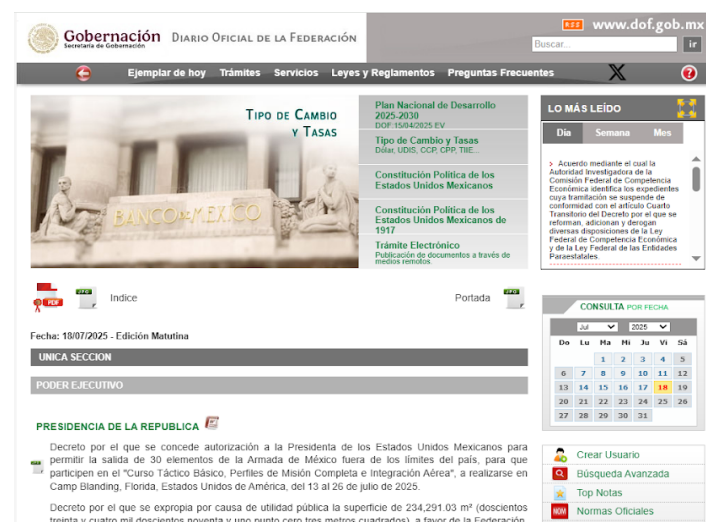 Gobernación
Secretaría de Gobernación
DIARIO OFICIAL DE LA FEDERACIÓN
RSS www.dof.gob.mx
Buscar... ir
Ejemplar de hoy Trámites Servicios Leyes y Reglamentos Preguntas Frecuentes X ?
TIPO DE CAMBIO
Y TASAS
BANCO DE MEXICO
Plan Nacional de Desarrollo
2025-2030
DOF:15/04/2025 EV
Tipo de Cambio y Tasas
Dólar, UDIS, CCP, CPP, TIIE...
Constitución Política de los
Estados Unidos Mexicanos
Constitución Política de los
Estados Unidos Mexicanos de
1917
Trámite Electrónico
Publicación de documentos a través de
medios remotos.
LO MÁS LEÍDO
Día Semana Mes
> Acuerdo mediante el cual la
Autoridad Investigadora de la
Comisión Federal de Competencia
Económica identifica los expedientes
cuya tramitación se suspende de
conformidad con el artículo Cuarto
Transitorio del Decreto por el que se
reforman, adicionan y derogan
diversas disposiciones de la Ley
Federal de Competencia Económica
y de la Ley Federal de las Entidades
Paraestatales.
PDF JPG Indice Portada JPG
Fecha: 18/07/2025 - Edición Matutina
UNICA SECCION
PODER EJECUTIVO
PRESIDENCIA DE LA REPUBLICA
Decreto por el que se concede autorización a la Presidenta de los Estados Unidos Mexicanos para
permitir la salida de 30 elementos de la Armada de México fuera de los límites del país, para que
participen en el "Curso Táctico Básico, Perfiles de Misión Completa e Integración Aérea", a realizarse en
Camp Blanding, Florida, Estados Unidos de América, del 13 al 26 de julio de 2025.
Decreto por el que se expropia por causa de utilidad pública la superficie de 234,291.03 m² (doscientos
treinta y cuatro mil doscientos noventa y uno punto cero tres metros cuadrados), a favor de la Federación,
CONSULTA POR FECHA
Jul 2025
Do Lu Ma Mi Ju Vi Sá
1 2 3 4 5
6 7 8 9 10 11 12
13 14 15 16 17 18 19
20 21 22 23 24 25 26
27 28 29 30 31
Crear Usuario
Búsqueda Avanzada
Top Notas
NOM Normas Oficiales